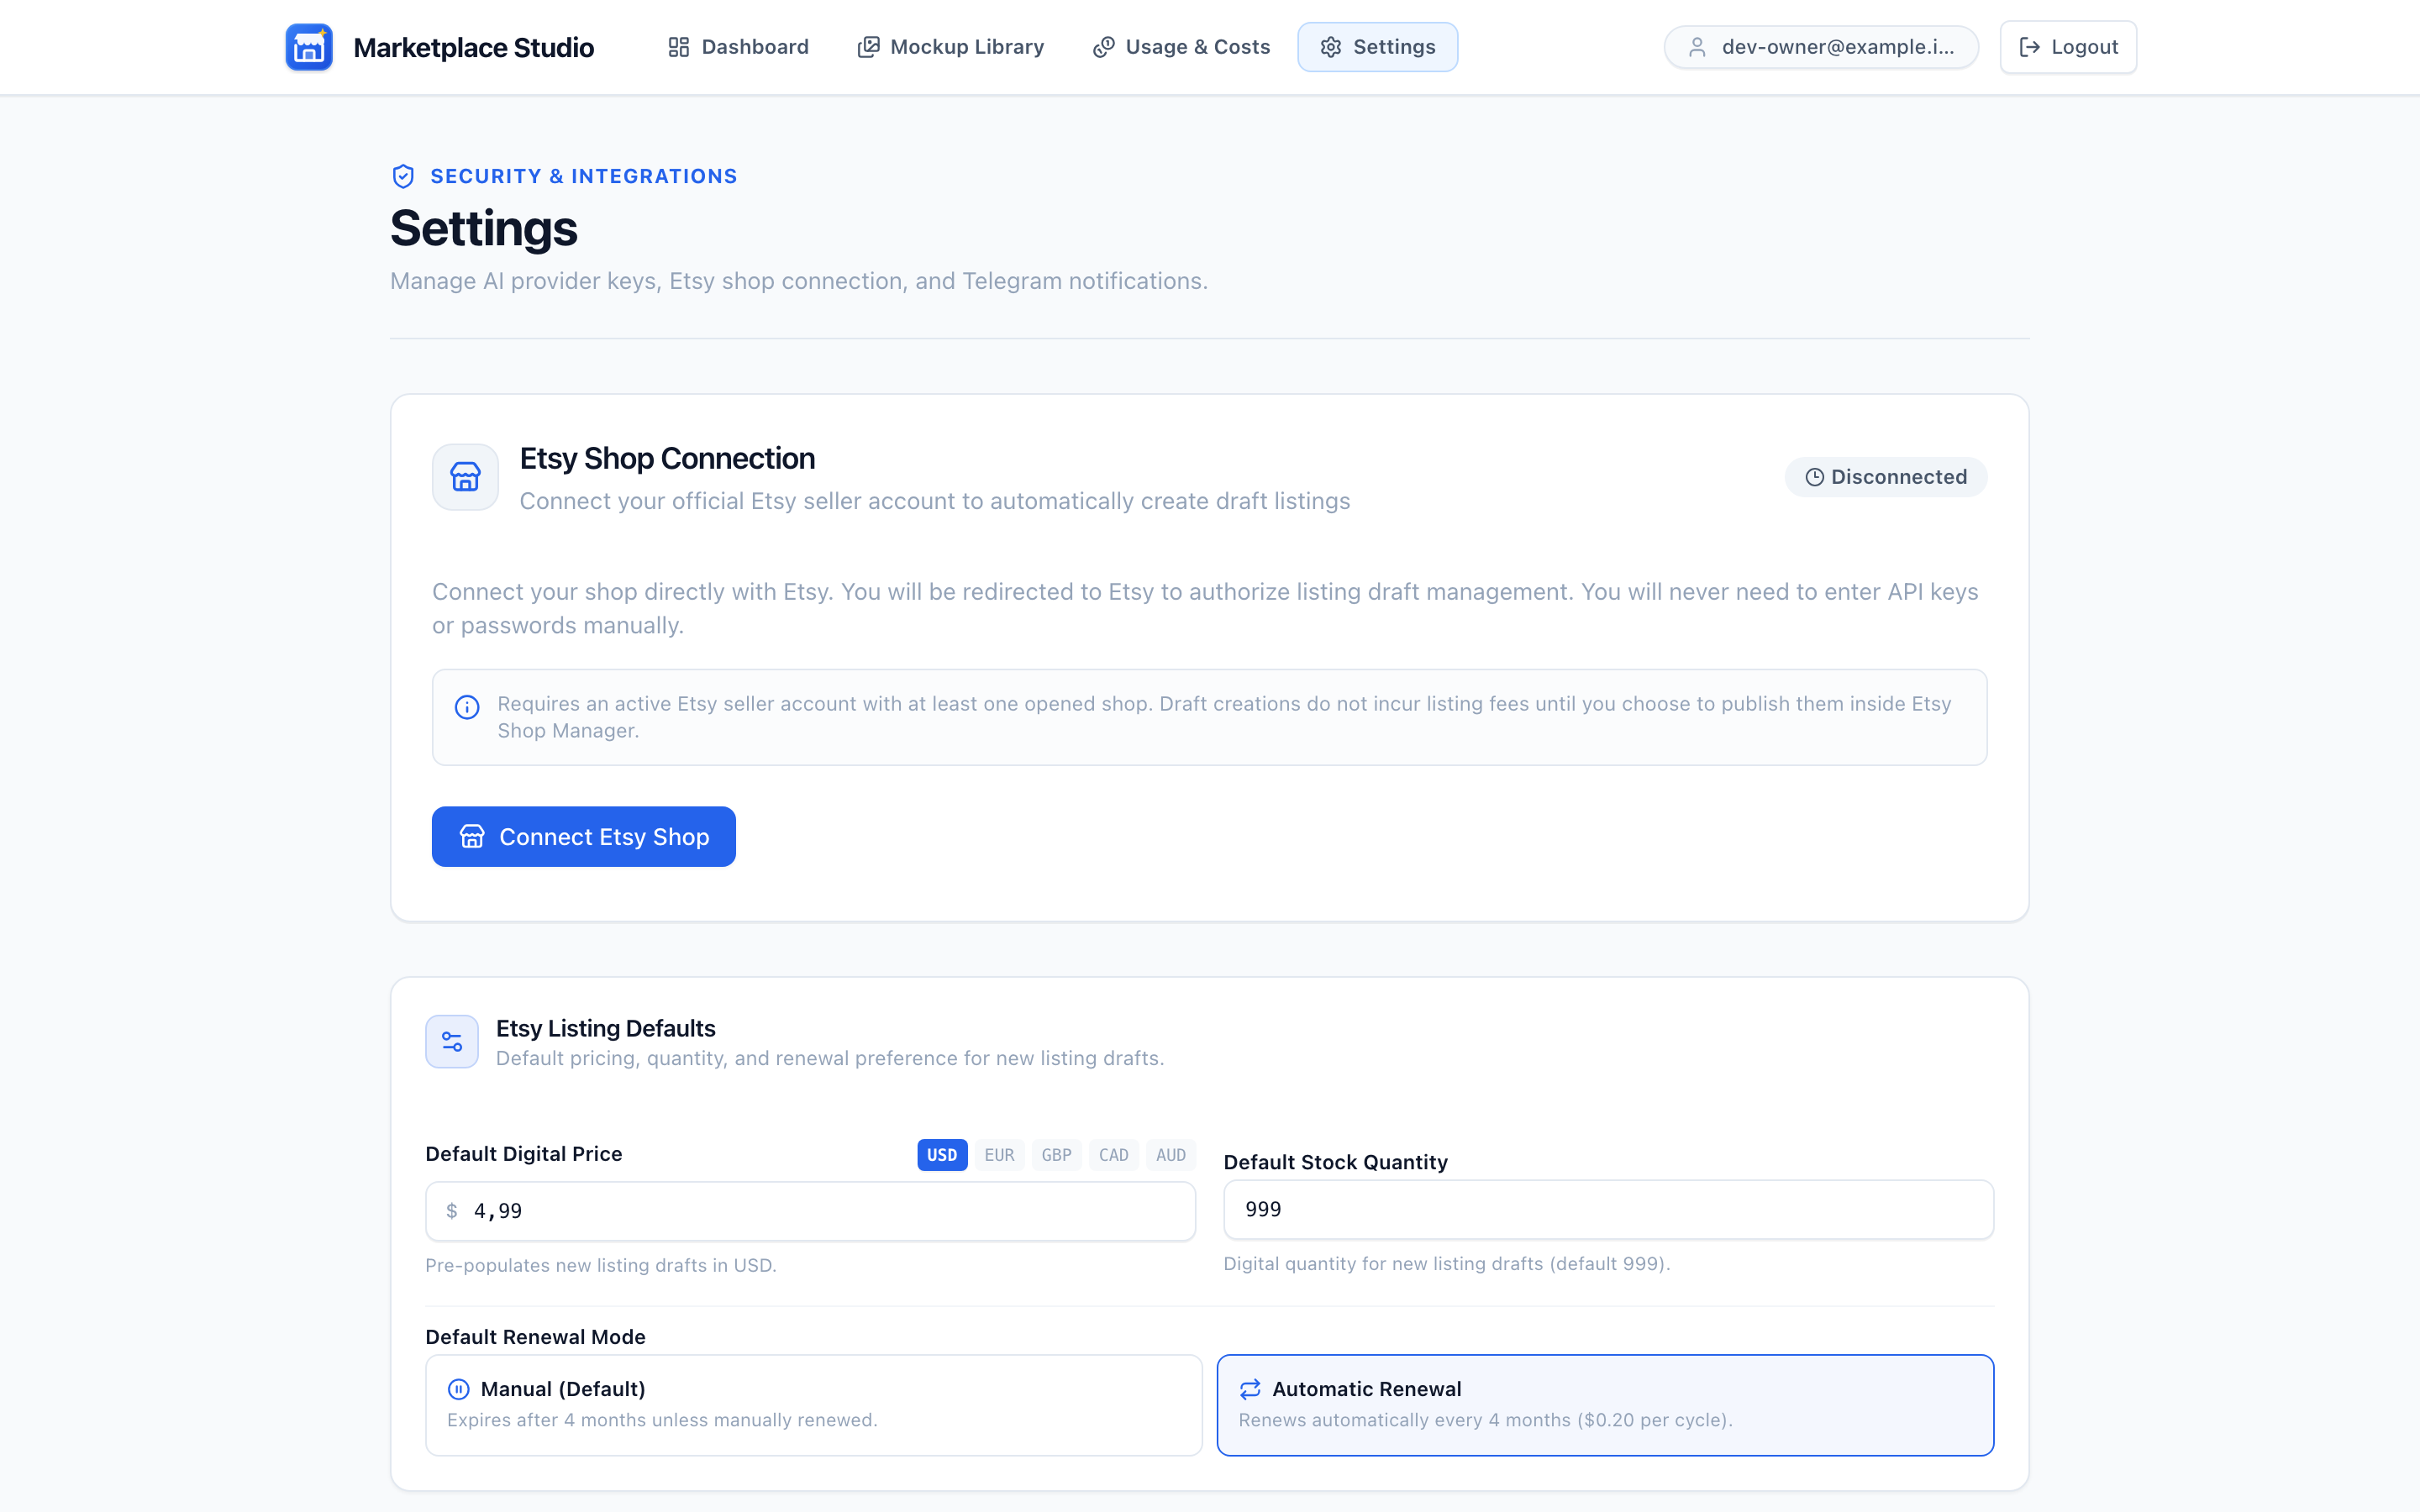 Marketplace Studio
Dashboard
Mockup Library
Usage & Costs
Settings
dev-owner@example.i...
Logout
SECURITY & INTEGRATIONS
Settings
Manage AI provider keys, Etsy shop connection, and Telegram notifications.
Etsy Shop Connection
Connect your official Etsy seller account to automatically create draft listings
Disconnected
Connect your shop directly with Etsy. You will be redirected to Etsy to authorize listing draft management. You will never need to enter API keys
or passwords manually.
Requires an active Etsy seller account with at least one opened shop. Draft creations do not incur listing fees until you choose to publish them inside Etsy
Shop Manager.
Connect Etsy Shop
Etsy Listing Defaults
Default pricing, quantity, and renewal preference for new listing drafts.
Default Digital Price
USD EUR GBP CAD AUD
$ 4,99
Pre-populates new listing drafts in USD.
Default Stock Quantity
999
Digital quantity for new listing drafts (default 999).
Default Renewal Mode
Manual (Default)
Expires after 4 months unless manually renewed.
Automatic Renewal
Renews automatically every 4 months ($0.20 per cycle).